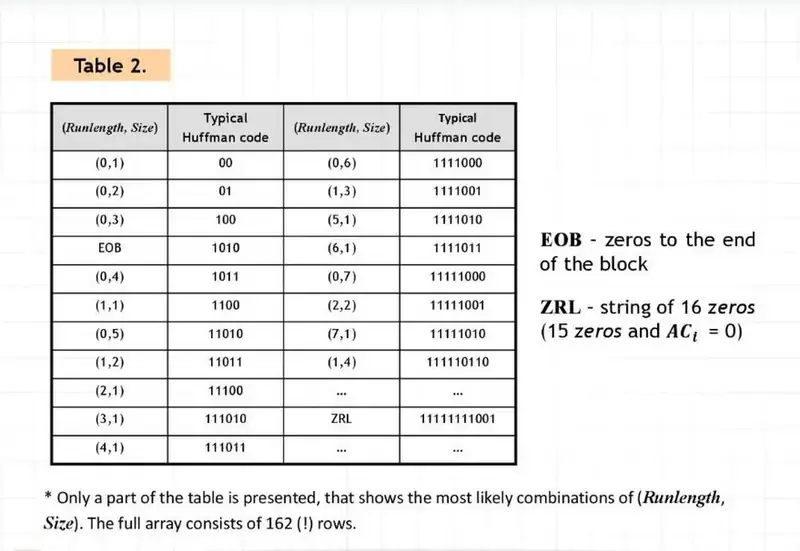 Table 2.
(Runlength, Size) Typical Huffman code (Runlength, Size) Typical Huffman code
(0,1) 00 (0,6) 1111000
(0,2) 01 (1,3) 1111001
(0,3) 100 (5,1) 1111010
EOB 1010 (6,1) 1111011
(0,4) 1011 (0,7) 11111000
(1,1) 1100 (2,2) 11111001
(0,5) 11010 (7,1) 11111010
(1,2) 11011 (1,4) 111110110
(2,1) 11100 ... ...
(3,1) 111010 ZRL 11111111001
(4,1) 111011 ... ...
EOB - zeros to the end
of the block
ZRL - string of 16 zeros
(15 zeros and ACᵢ = 0)
* Only a part of the table is presented, that shows the most likely combinations of (Runlength,
Size). The full array consists of 162 (!) rows.